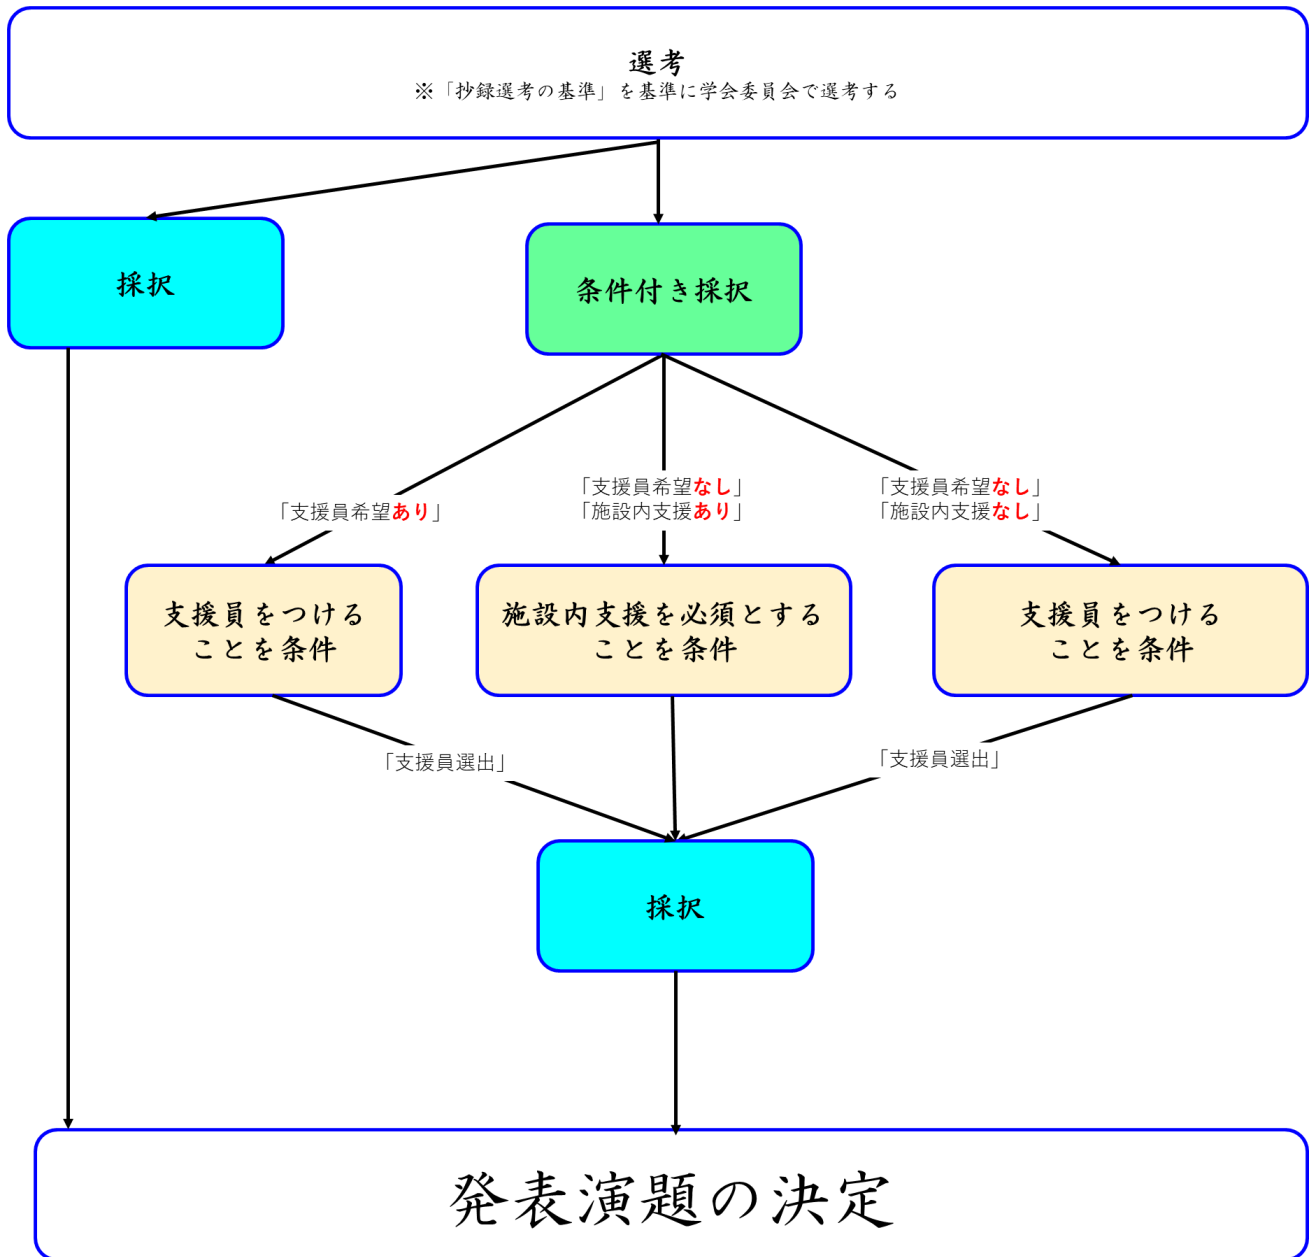 選考
※「抄録選考の基準」を基準に学会委員会で選考する
採択
条件付き採択
「支援員希望あり」
「支援員希望なし」
「施設内支援あり」
「支援員希望なし」
「施設内支援なし」
支援員をつける
ことを条件
施設内支援を必須とする
ことを条件
支援員をつける
ことを条件
「支援員選出」
「支援員選出」
採択
発表演題の決定